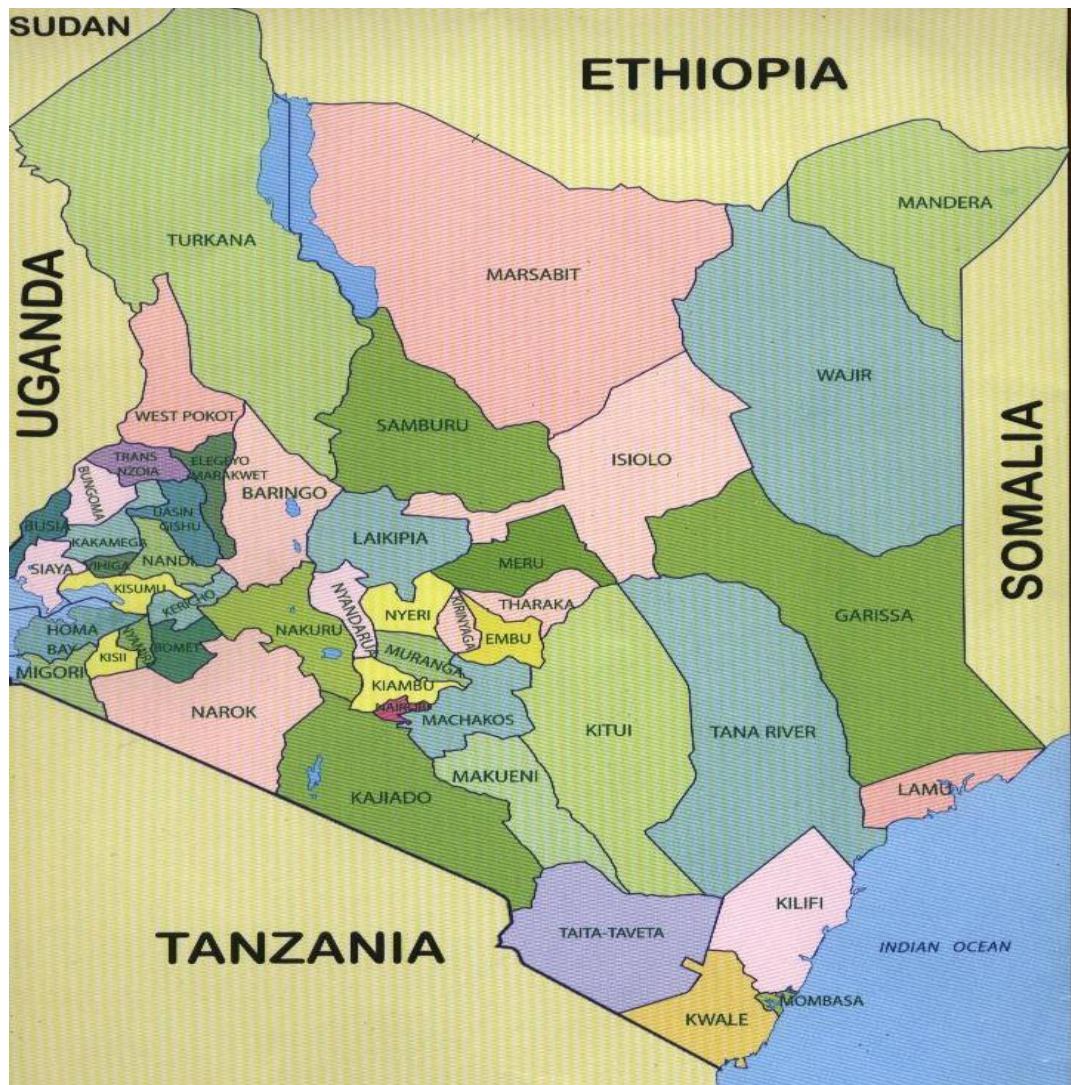 SUDAN
ETHIOPIA
MANDERA
TURKANA
MARSABIT
UGANDA
WAJIR
WEST POKOT
SAMBURU
SOMALIA
TRANS
NZOIA
ELEGEYO
MARAKWET
ISIOLO
BUNGOMA
BARINGO
UASIN
GISHU
BUSIA
LAIKIPIA
KAKAMEGA
NANDI
VIHIGA
SIAYA
MERU
KISUMU
KERICHO
NYANDARUA
NYERI
KIRINYAGA
THARAKA
GARISSA
HOMA
BAY
NAKURU
EMBU
NYAMIRA
BOMET
KISII
MURANGA
MIGORI
KIAMBU
NAIROBI
NAROK
MACHAKOS
KITUI
TANA RIVER
MAKUENI
KAJIADO
LAMU
KILIFI
TANZANIA
TAITA-TAVETA
INDIAN OCEAN
MOMBASA
KWALE